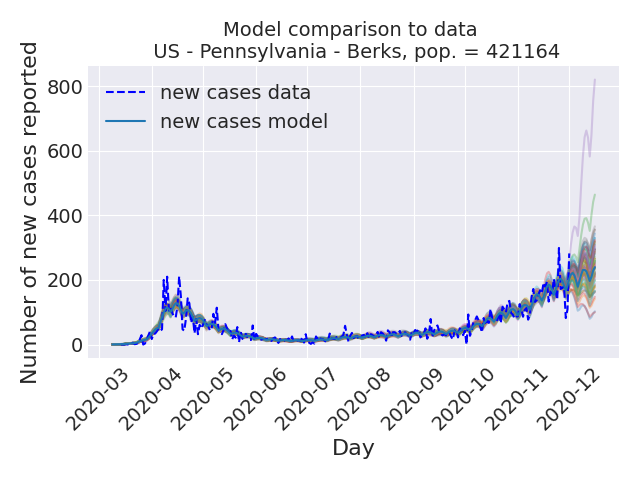 Model comparison to data
US - Pennsylvania - Berks, pop. = 421164
Number of new cases reported
800
600
400
200
0
new cases data
new cases model
2020-03
2020-04
2020-05
2020-06
2020-07
2020-08
2020-09
2020-10
2020-11
2020-12
Day